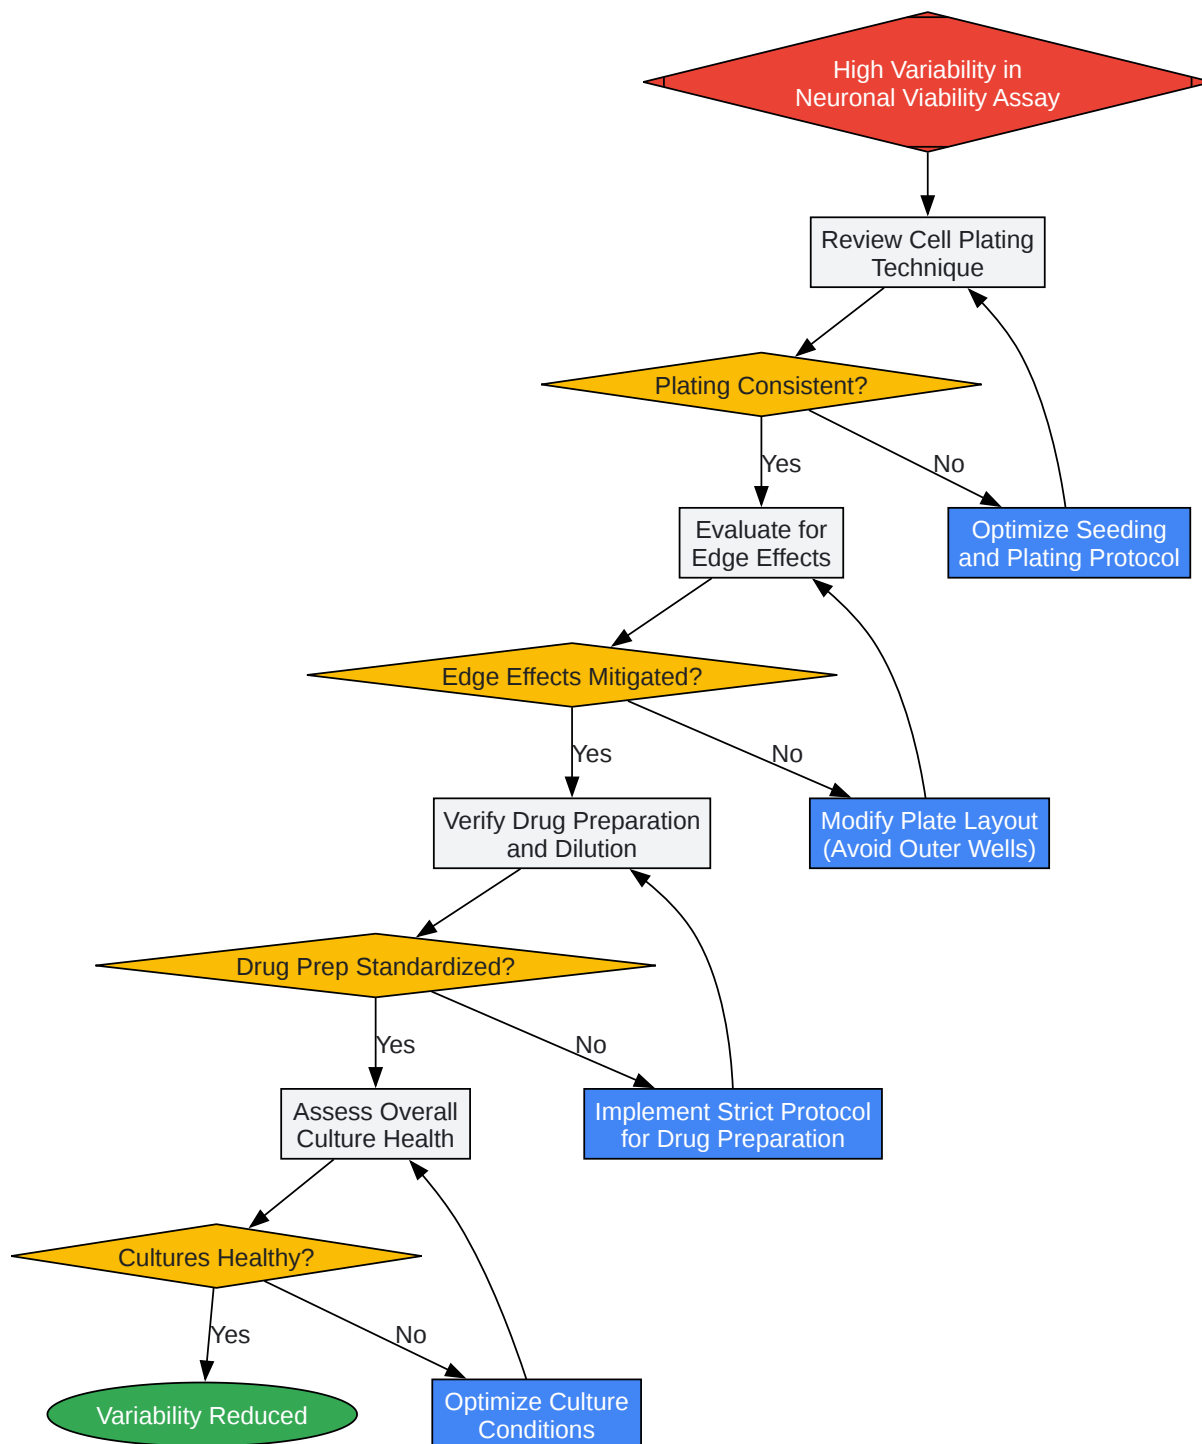 High Variability in
Neuronal Viability Assay
Review Cell Plating
Technique
Plating Consistent?
Yes
No
Evaluate for
Edge Effects
Optimize Seeding
and Plating Protocol
Edge Effects Mitigated?
Yes
No
Verify Drug Preparation
and Dilution
Modify Plate Layout
(Avoid Outer Wells)
Drug Prep Standardized?
Yes
No
Assess Overall
Culture Health
Implement Strict Protocol
for Drug Preparation
Cultures Healthy?
Yes
No
Variability Reduced
Optimize Culture
Conditions